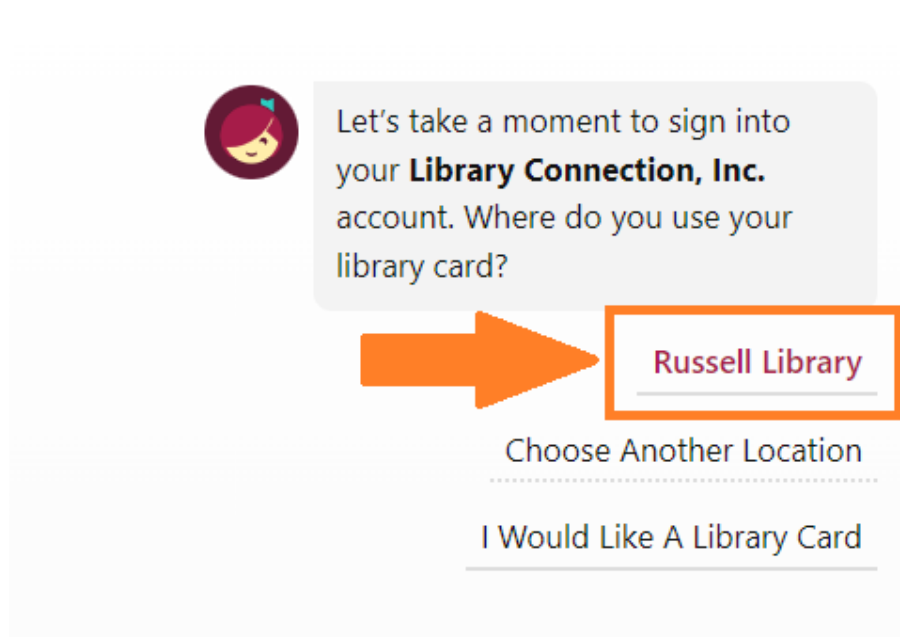 Let's take a moment to sign into
your Library Connection, Inc.
account. Where do you use your
library card?
Russell Library
Choose Another Location
I Would Like A Library Card